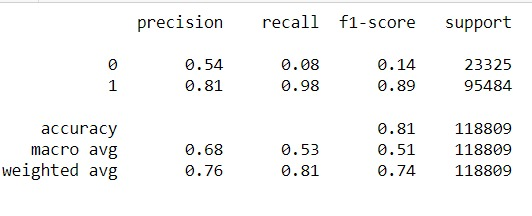 precision recall f1-score support
0 0.54 0.08 0.14 23325
1 0.81 0.98 0.89 95484
accuracy 0.81 118809
macro avg 0.68 0.53 0.51 118809
weighted avg 0.76 0.81 0.74 118809